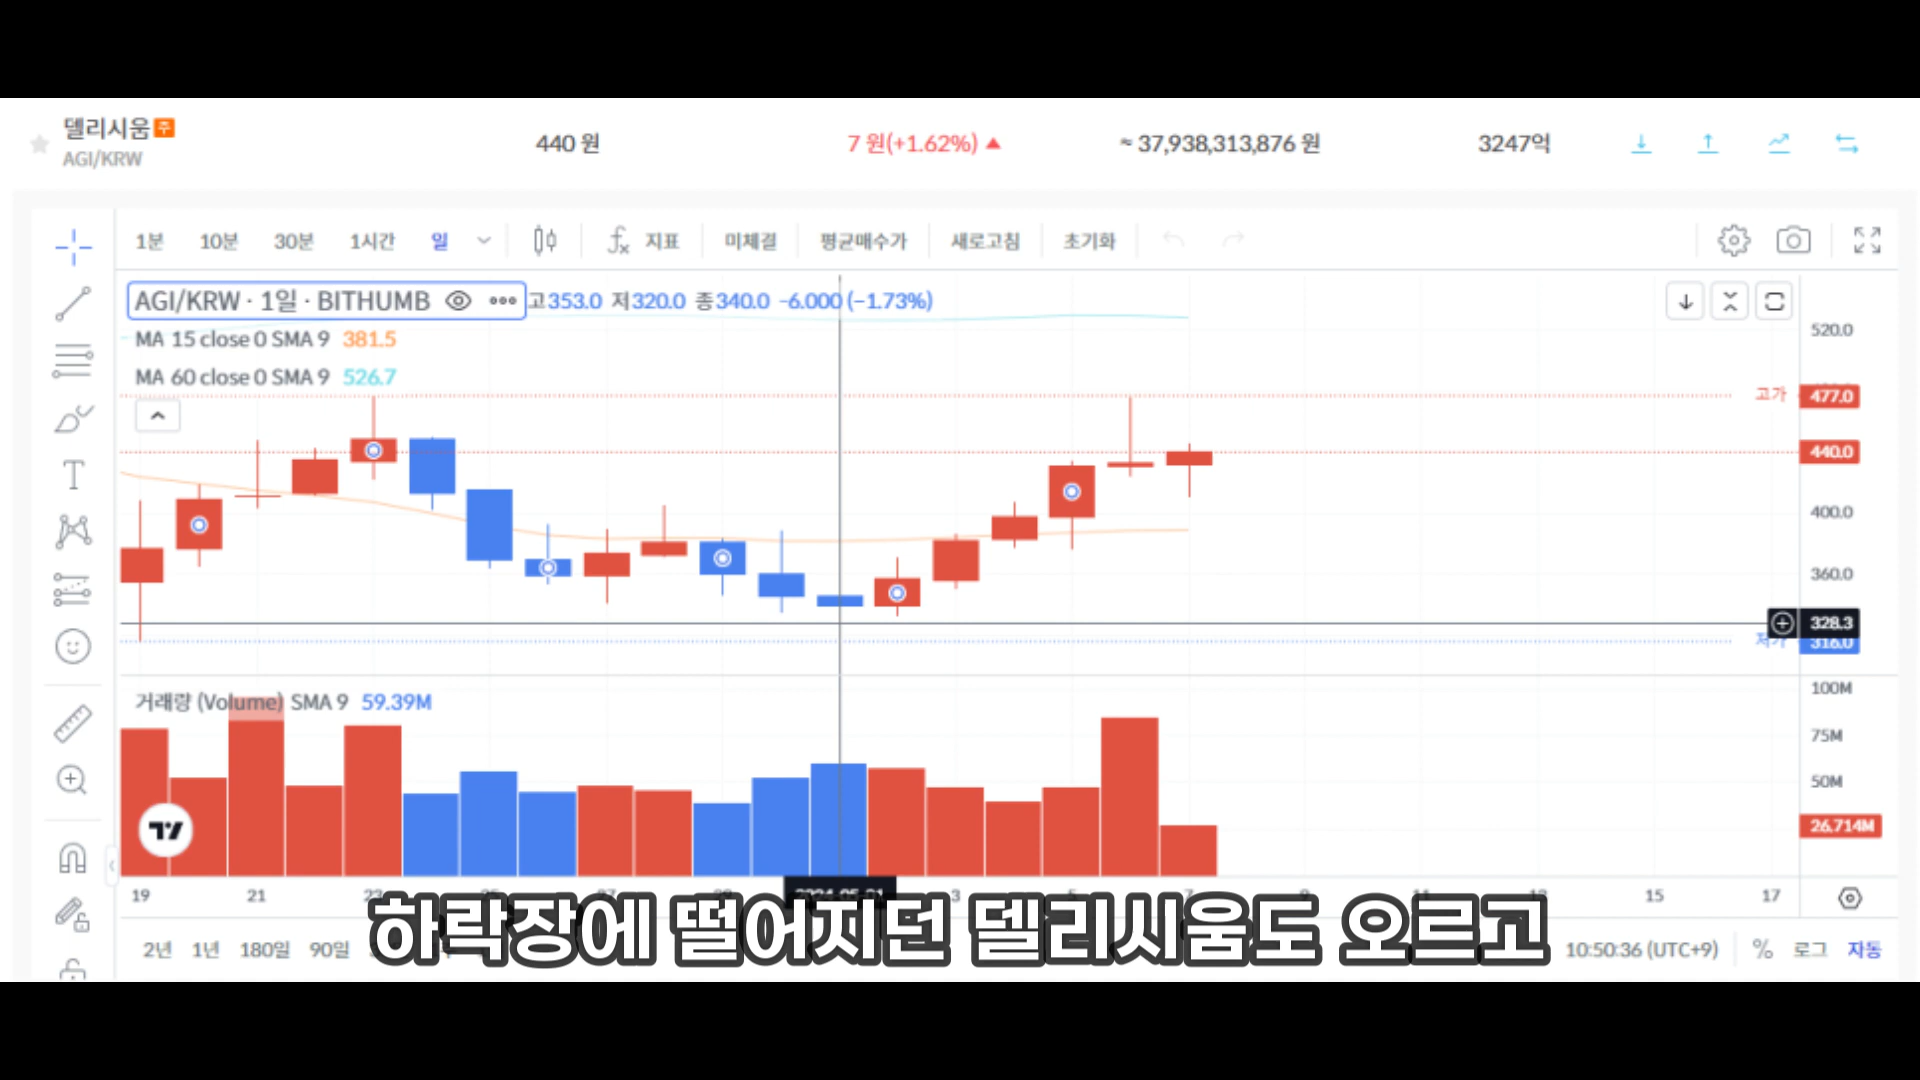 델리시움 주
AGI/KRW
440 원
7 원(+1.62%) ▲
≈ 37,938,313,876 원
3247억
1분 10분 30분 1시간 일 지표 미체결 평균매수가 새로고침 초기화
AGI/KRW · 1일 · BITHUMB 고353.0 저320.0 종340.0 −6.000 (−1.73%)
MA 15 close 0 SMA 9 381.5
MA 60 close 0 SMA 9 526.7
520.0
고가 477.0
440.0
400.0
360.0
328.3
저가 316.0
거래량 (Volume) SMA 9 59.39M
100M
75M
50M
26.714M
19 21 3 5 7 15 17
하락장에 떨어지던 델리시움도 오르고
2년 1년 180일 90일
10:50:36 (UTC+9) % 로그 자동